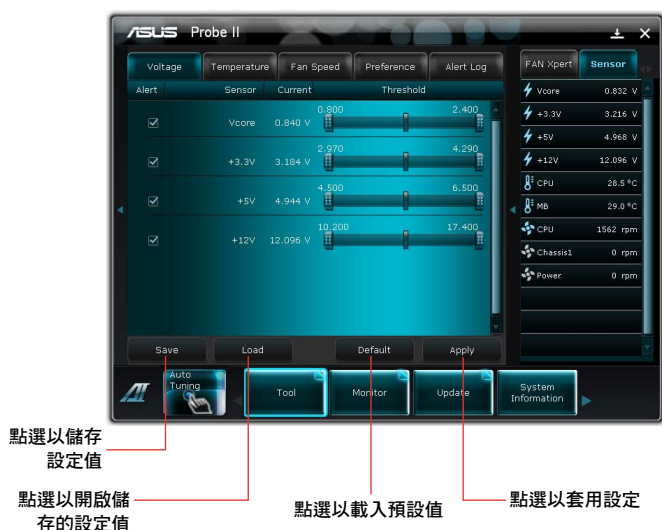 ASUS Probe II
Voltage Temperature Fan Speed Preference Alert Log
Alert Sensor Current Threshold
0.800 2.400
Vcore 0.840 V
2.970 4.290
+3.3V 3.184 V
4.500 6.500
+5V 4.944 V
10.200 17.400
+12V 12.096 V
Save Load Default Apply
FAN Xpert Sensor
Vcore 0.832 V
+3.3V 3.216 V
+5V 4.968 V
+12V 12.096 V
CPU 28.5 °C
MB 29.0 °C
CPU 1562 rpm
Chassis1 0 rpm
Power 0 rpm
Auto
Tuning
Tool
Monitor
Update
System
Information
點選以儲存
設定值
點選以開啟儲
存的設定值
點選以載入預設值
點選以套用設定